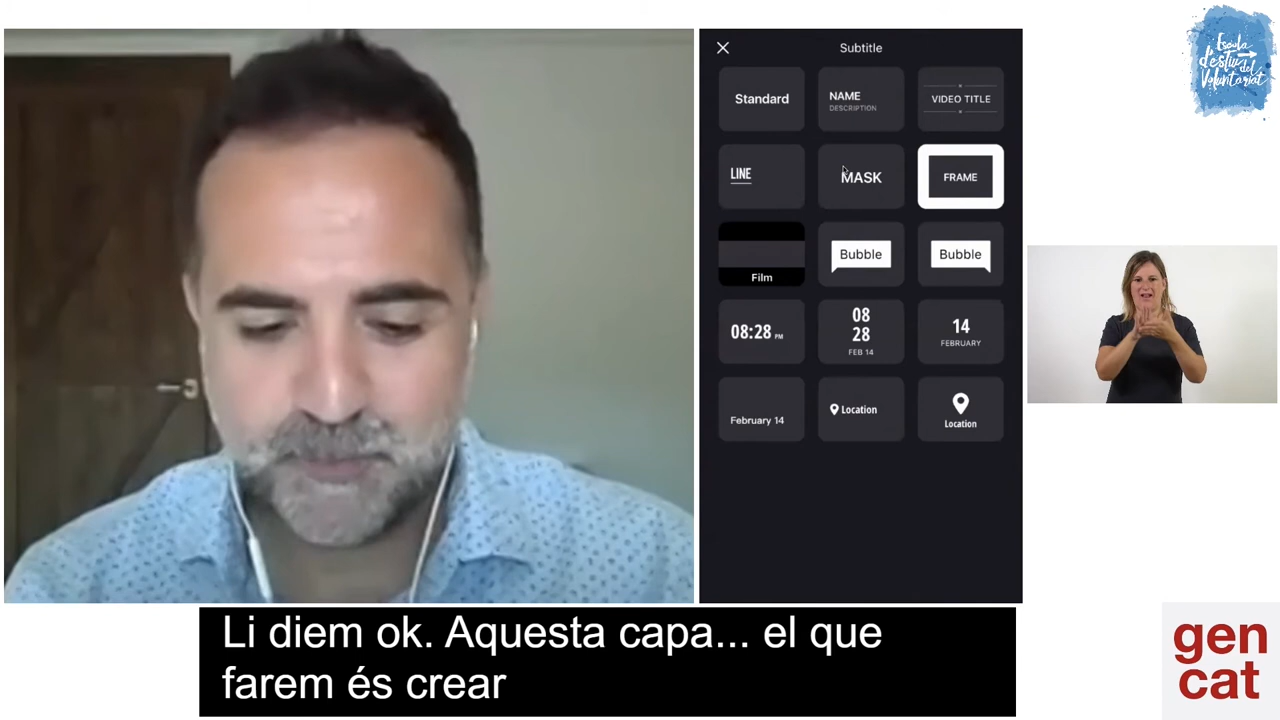 Subtitle
Standard
NAME
DESCRIPTION
VIDEO TITLE
LINE
MASK
FRAME
Film
Bubble
Bubble
08:28 PM
08
28
FEB 14
14
FEBRUARY
February 14
Location
Location
Escola
d'estiu
del
Voluntariat
Li diem ok. Aquesta capa... el que
farem és crear
gen
cat